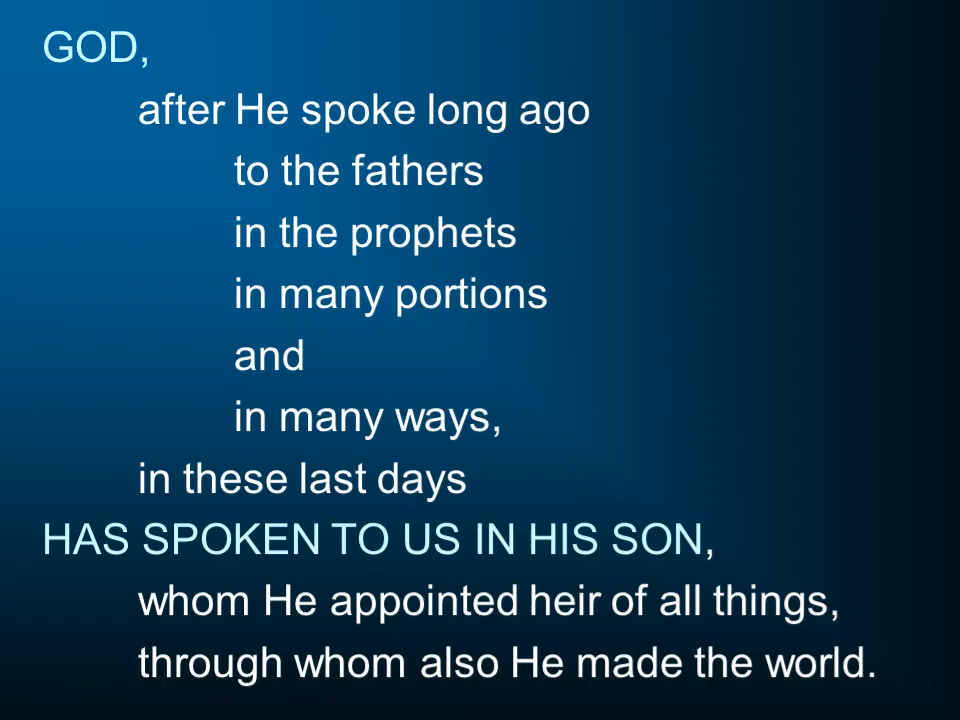 GOD,
after He spoke long ago
to the fathers
in the prophets
in many portions
and
in many ways,
in these last days
HAS SPOKEN TO US IN HIS SON,
whom He appointed heir of all things,
through whom also He made the world.